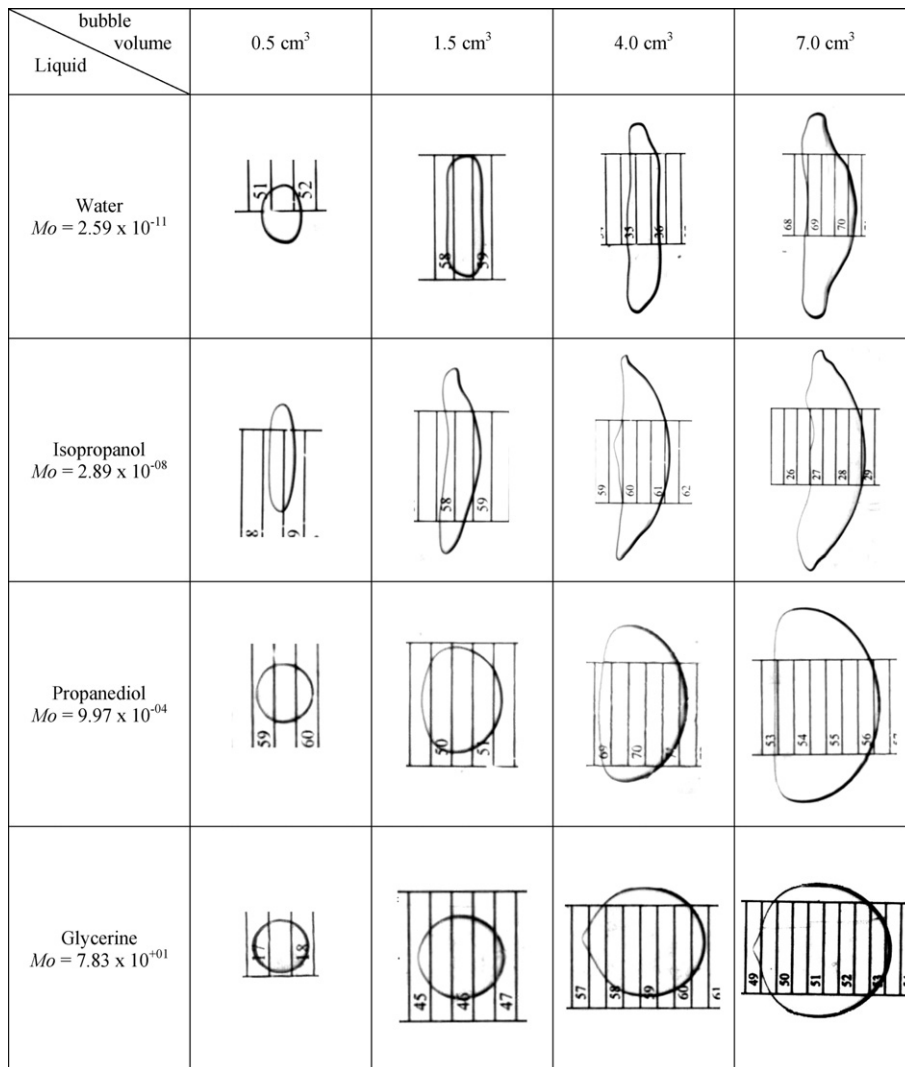 bubble
volume
Liquid
0.5 cm³
1.5 cm³
4.0 cm³
7.0 cm³
Water
Mo = 2.59 x 10⁻¹¹
51 52
58 59
35 36
68 69 70
Isopropanol
Mo = 2.89 x 10⁻⁰⁸
8 9
58 59
59 60 61 62
26 27 28 29
Propanediol
Mo = 9.97 x 10⁻⁰⁴
59 60
50 51
69 70
53 54 55 56
Glycerine
Mo = 7.83 x 10⁺⁰¹
17 18
45 46 47
57 58 59 60 61
49 50 51 52 53